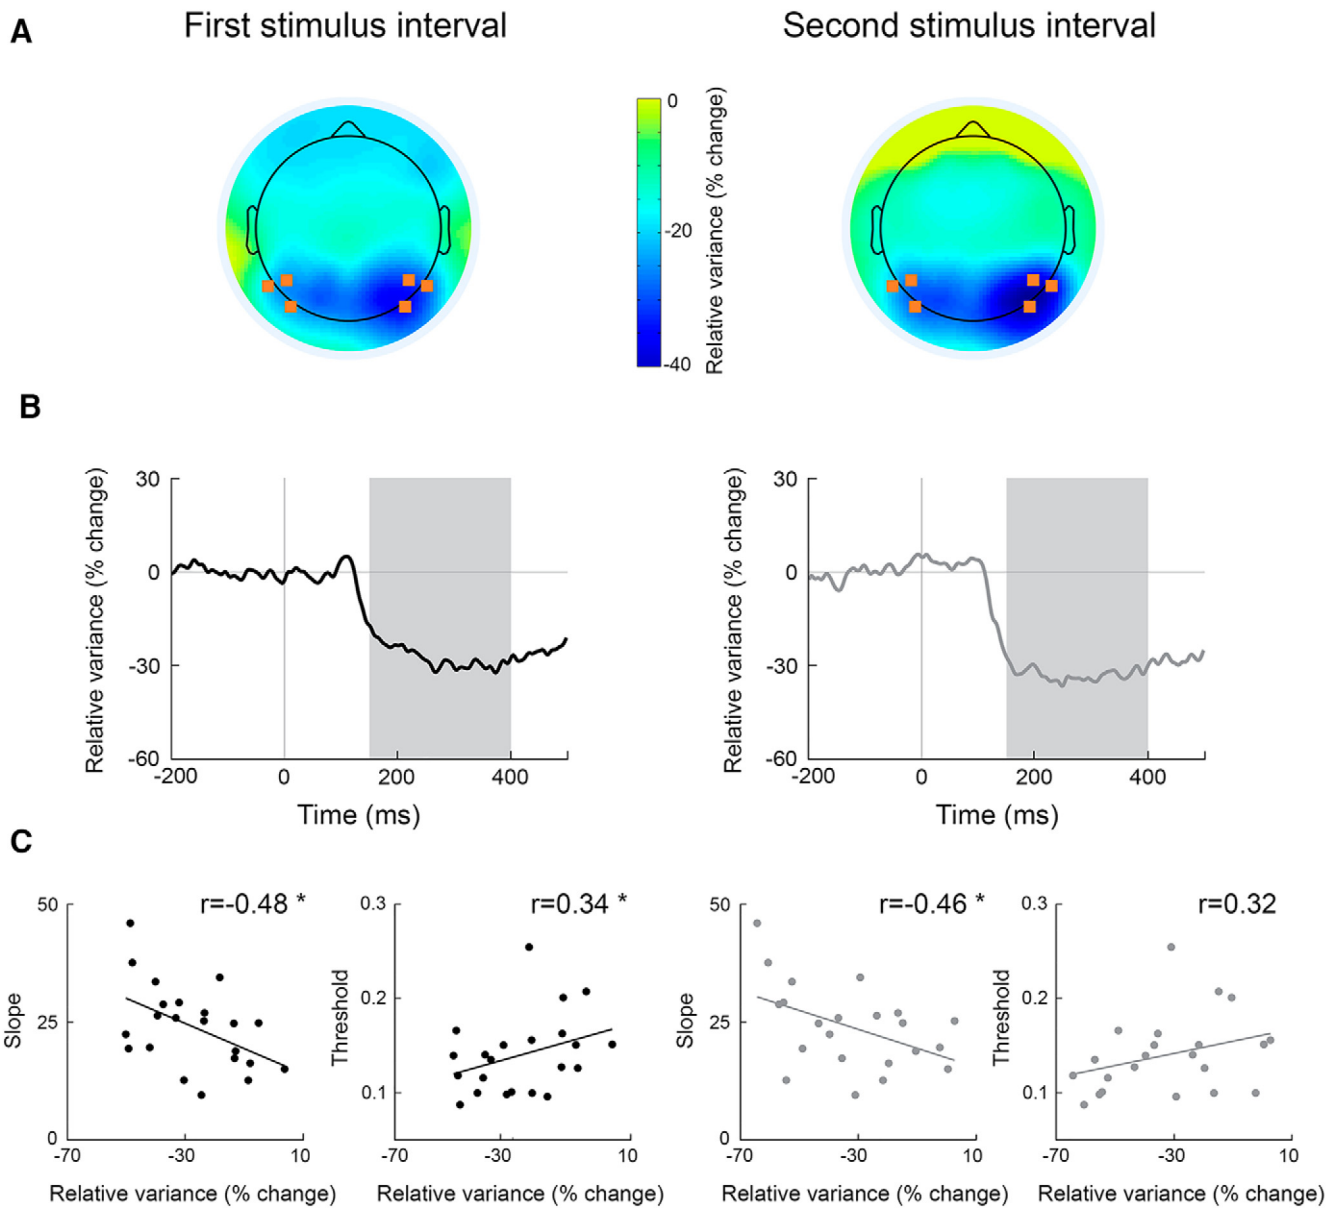 A
First stimulus interval
Second stimulus interval
0
-20
-40
Relative variance (% change)
B
Relative variance (% change)
30
0
-30
-60
-200
0
200
400
Time (ms)
Relative variance (% change)
30
0
-30
-60
-200
0
200
400
Time (ms)
C
r=-0.48 *
Slope
50
25
0
-70
-30
10
Relative variance (% change)
r=0.34 *
Threshold
0.3
0.2
0.1
-70
-30
10
Relative variance (% change)
r=-0.46 *
Slope
50
25
0
-70
-30
10
Relative variance (% change)
r=0.32
Threshold
0.3
0.2
0.1
-70
-30
10
Relative variance (% change)